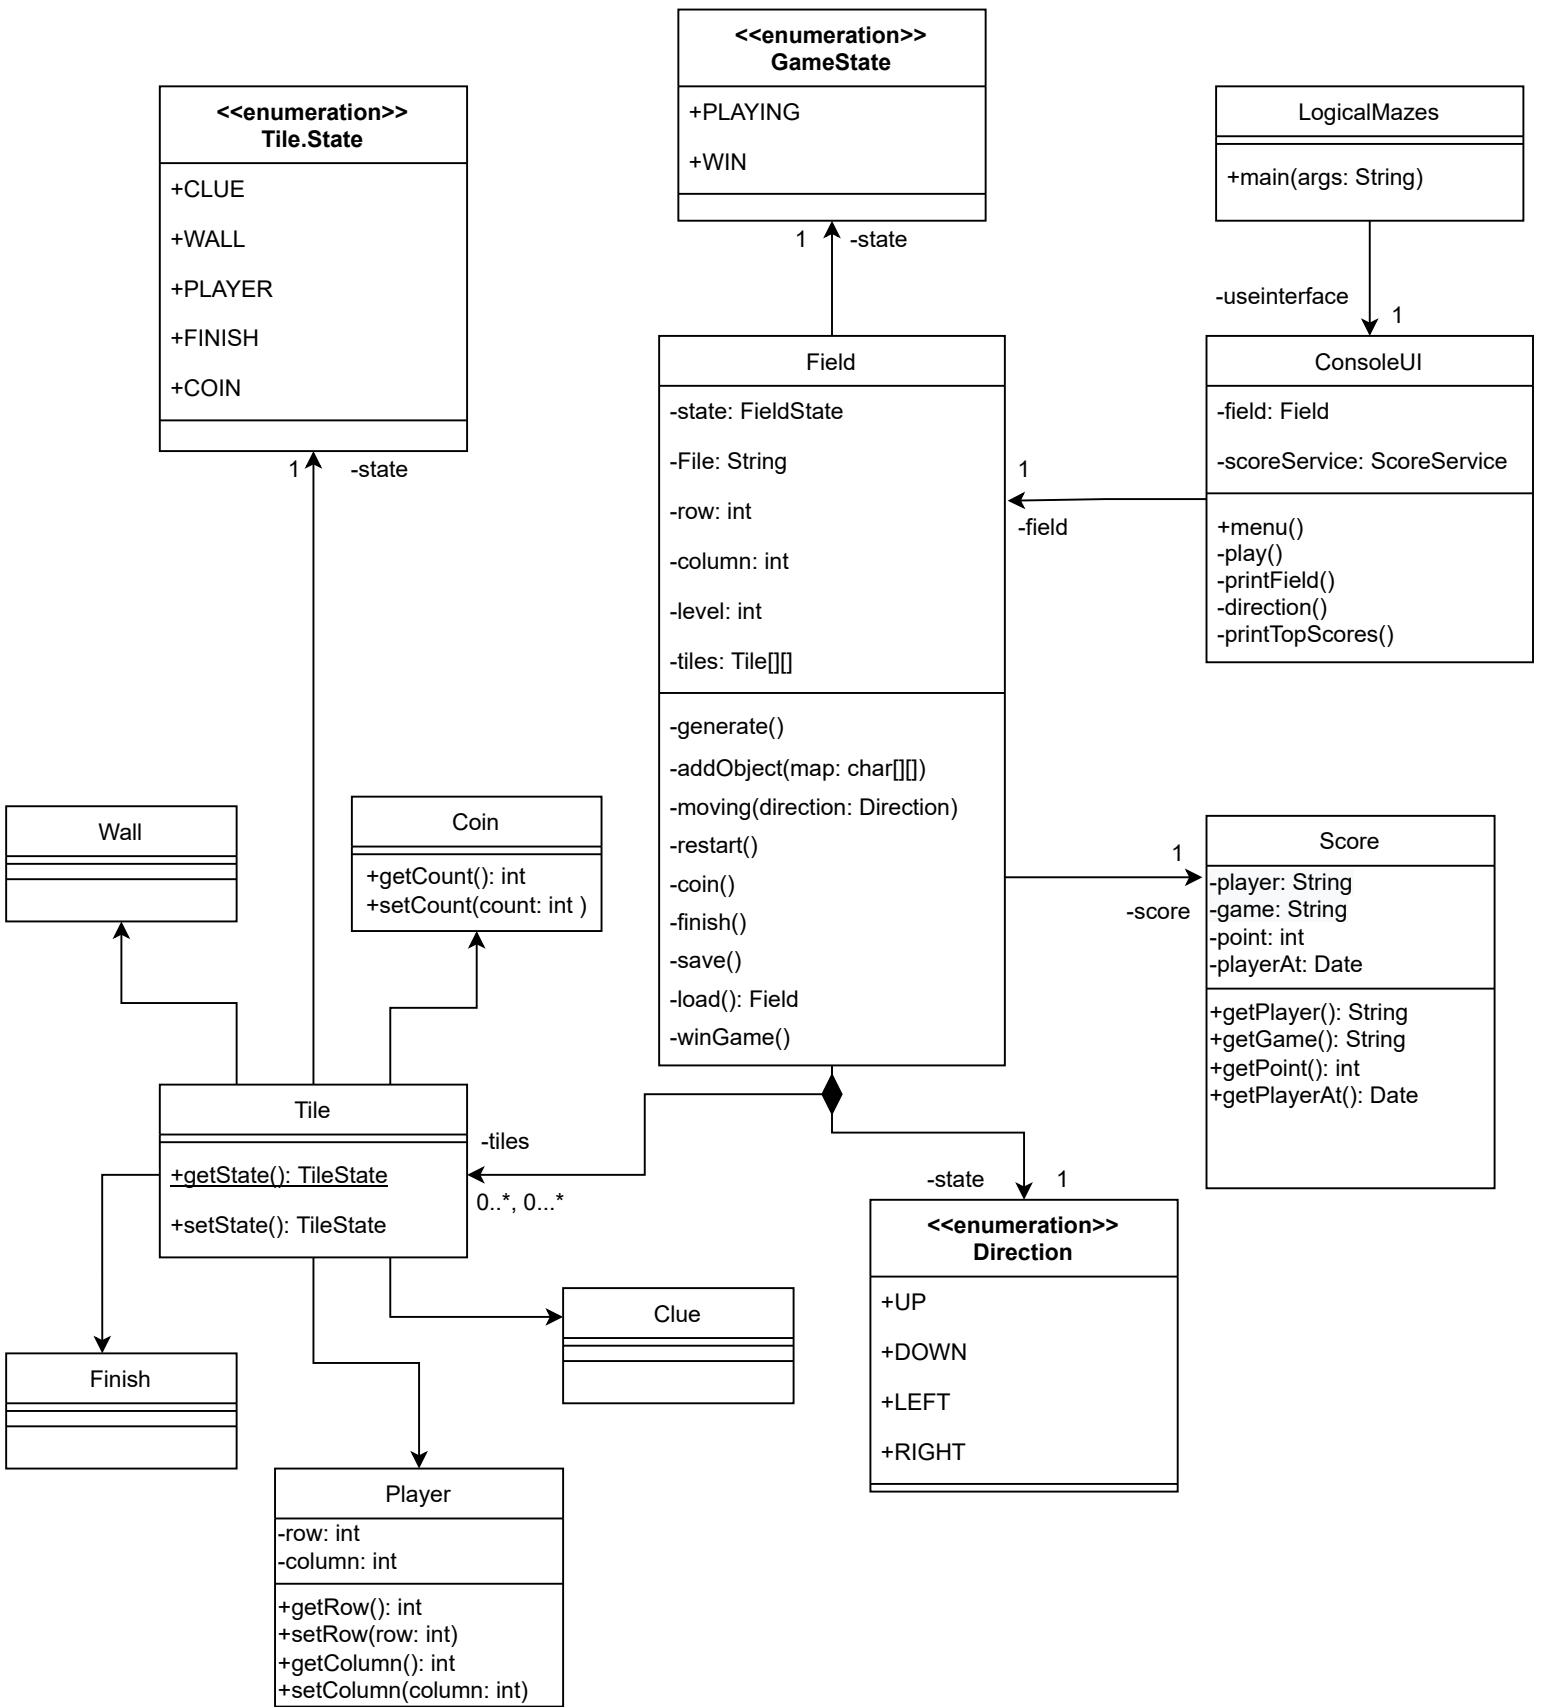 <<enumeration>>
GameState
+PLAYING
+WIN
<<enumeration>>
Tile.State
+CLUE
+WALL
+PLAYER
+FINISH
+COIN
LogicalMazes
+main(args: String)
1
-state
-useinterface
1
1
-state
Field
-state: FieldState
-File: String
-row: int
-column: int
-level: int
-tiles: Tile[][]
-generate()
-addObject(map: char[][])
-moving(direction: Direction)
-restart()
-coin()
-finish()
-save()
-load(): Field
-winGame()
ConsoleUI
-field: Field
-scoreService: ScoreService
+menu()
-play()
-printField()
-direction()
-printTopScores()
1
-field
Wall
Coin
+getCount(): int
+setCount(count: int )
1
-score
Score
-player: String
-game: String
-point: int
-playerAt: Date
+getPlayer(): String
+getGame(): String
+getPoint(): int
+getPlayerAt(): Date
Tile
+getState(): TileState
+setState(): TileState
-tiles
0..*, 0...*
-state
1
<<enumeration>>
Direction
+UP
+DOWN
+LEFT
+RIGHT
Clue
Finish
Player
-row: int
-column: int
+getRow(): int
+setRow(row: int)
+getColumn(): int
+setColumn(column: int)